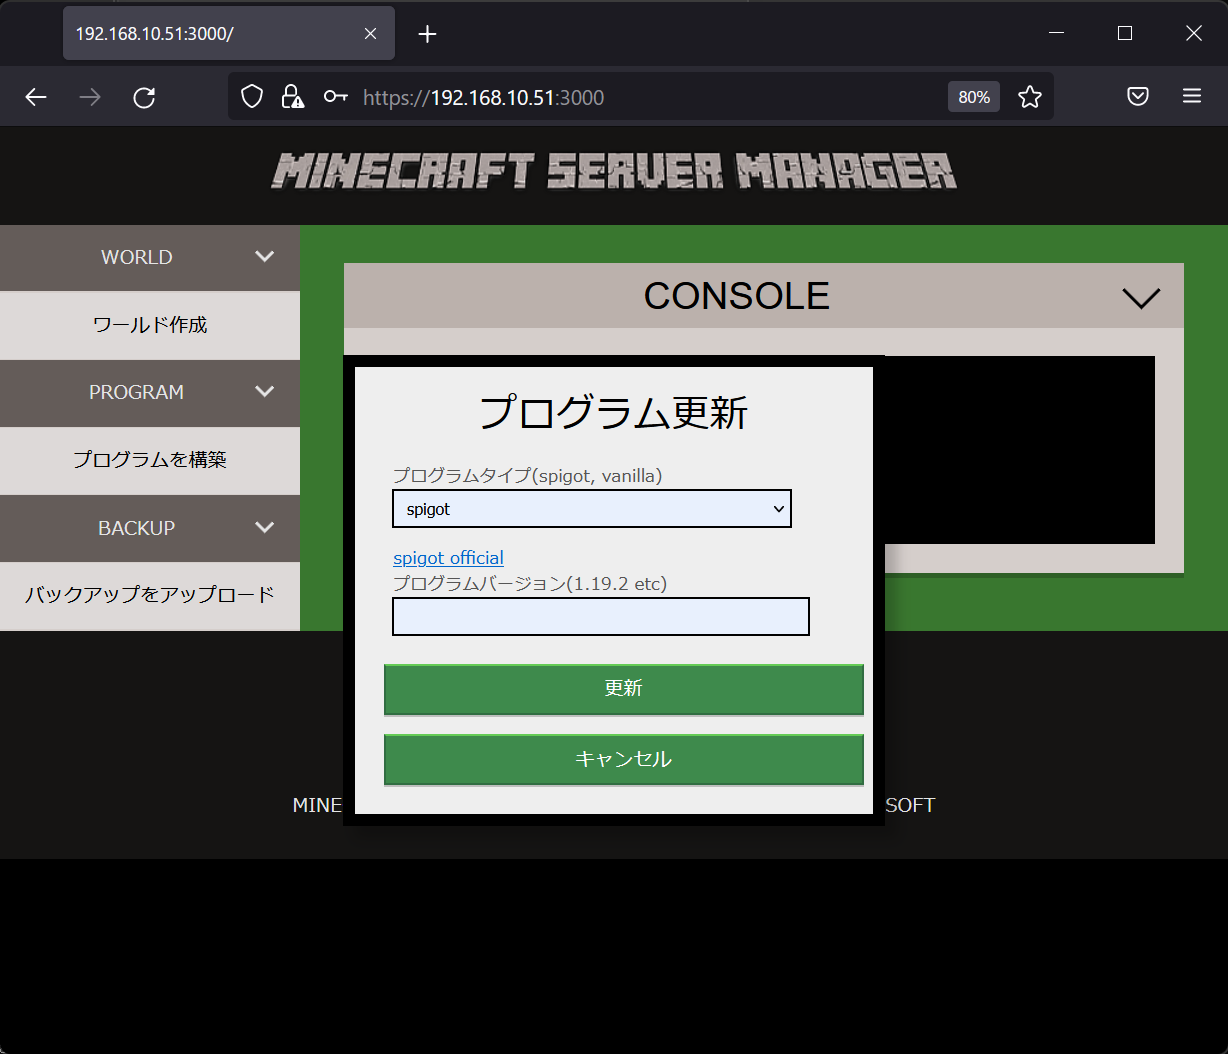 192.168.10.51:3000/
https://192.168.10.51:3000
80%
MINECRAFT SERVER MANAGER
WORLD
ワールド作成
PROGRAM
プログラムを構築
BACKUP
バックアップをアップロード
CONSOLE
プログラム更新
プログラムタイプ(spigot, vanilla)
spigot
spigot official
プログラムバージョン(1.19.2 etc)
更新
キャンセル
MINE
SOFT